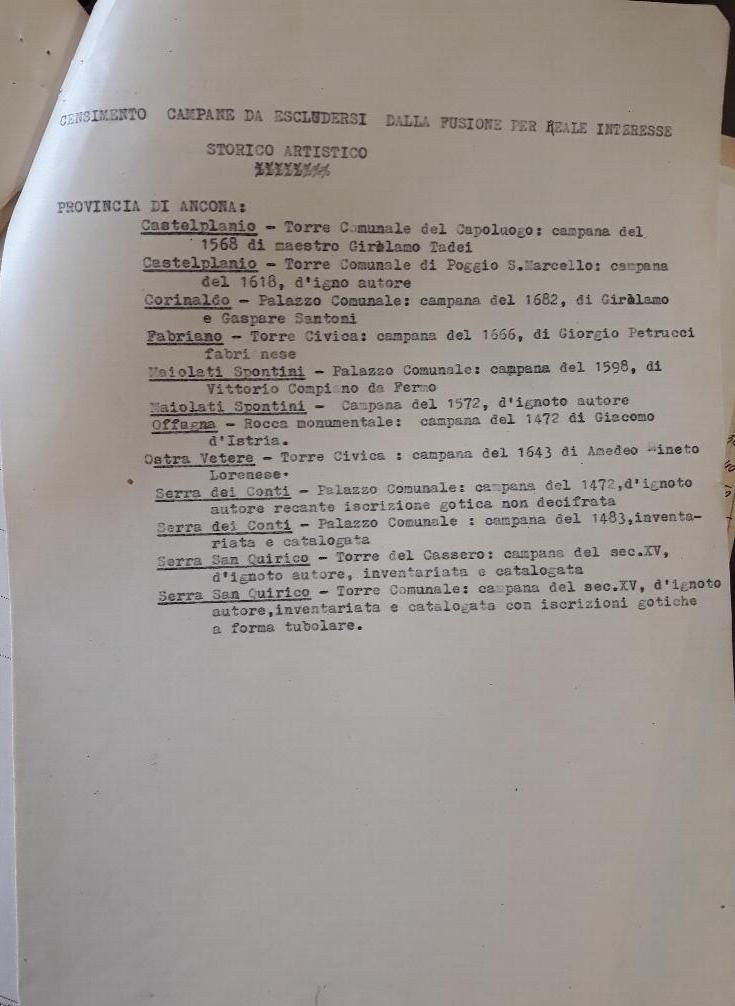 CENSIMENTO CAMPANE DA ESCLUDERSI DALLA FUSIONE PER REALE INTERESSE
STORICO ARTISTICO
PROVINCIA DI ANCONA:
Castelplanio - Torre Comunale del Capoluogo: campana del
1568 di maestro Giròlamo Tadei
Castelplanio - Torre Comunale di Poggio S.Marcello: campana
del 1618, d'igno autore
Corinaldo - Palazzo Comunale: campana del 1682, di Giròlamo
e Gaspare Santoni
Fabriano - Torre Civica: campana del 1666, di Giorgio Petrucci
fabrianese
Maiolati Spontini - Palazzo Comunale: campana del 1598, di
Vittorio Compiano da Fermo
Maiolati Spontini - Campana del 1572, d'ignoto autore
Offagna - Rocca monumentale: campana del 1472 di Giacomo
d'Istria.
Ostra Vetere - Torre Civica : campana del 1643 di Amedeo
Lorenese.
Serra dei Conti - Palazzo Comunale: campana del 1472,d'ignoto
autore recante iscrizione gotica non decifrata
Serra dei Conti - Palazzo Comunale : campana del 1483,inventa-
riata e catalogata
Serra San Quirico - Torre del Cassero: campana del sec.XV,
d'ignoto autore, inventariata e catalogata
Serra San Quirico - Torre Comunale: campana del sec.XV, d'ignoto
autore,inventariata e catalogata con iscrizioni gotiche
a forma tubolare.